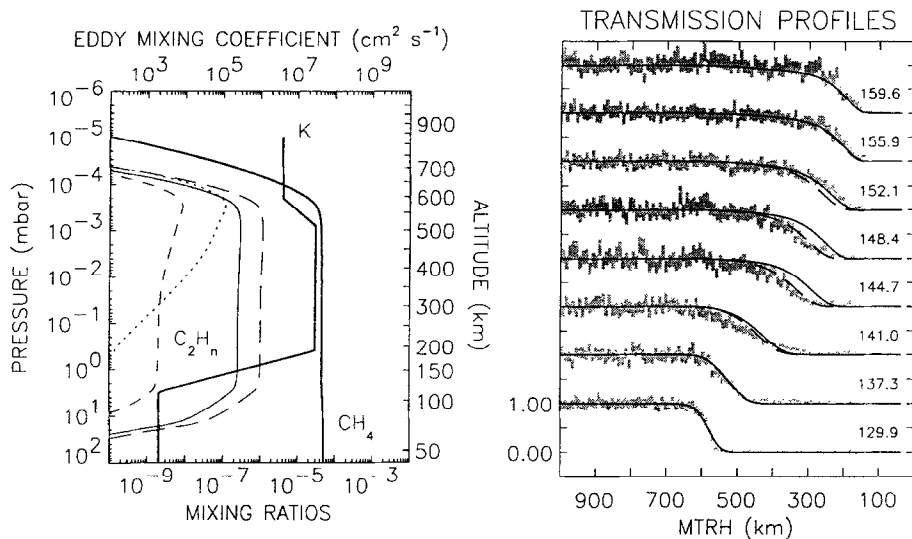 EDDY MIXING COEFFICIENT (cm² s⁻¹)
10³ 10⁵ 10⁷ 10⁹
10⁻⁶
10⁻⁵
10⁻⁴
10⁻³
10⁻²
10⁻¹
10⁰
10¹
10²
PRESSURE (mbar)
K
C₂Hₙ
CH₄
900
700
600
500
400
300
200
150
100
50
ALTITUDE (km)
10⁻⁹ 10⁻⁷ 10⁻⁵ 10⁻³
MIXING RATIOS
TRANSMISSION PROFILES
159.6
155.9
152.1
148.4
144.7
141.0
137.3
129.9
1.00
0.00
900 700 500 300 100
MTRH (km)